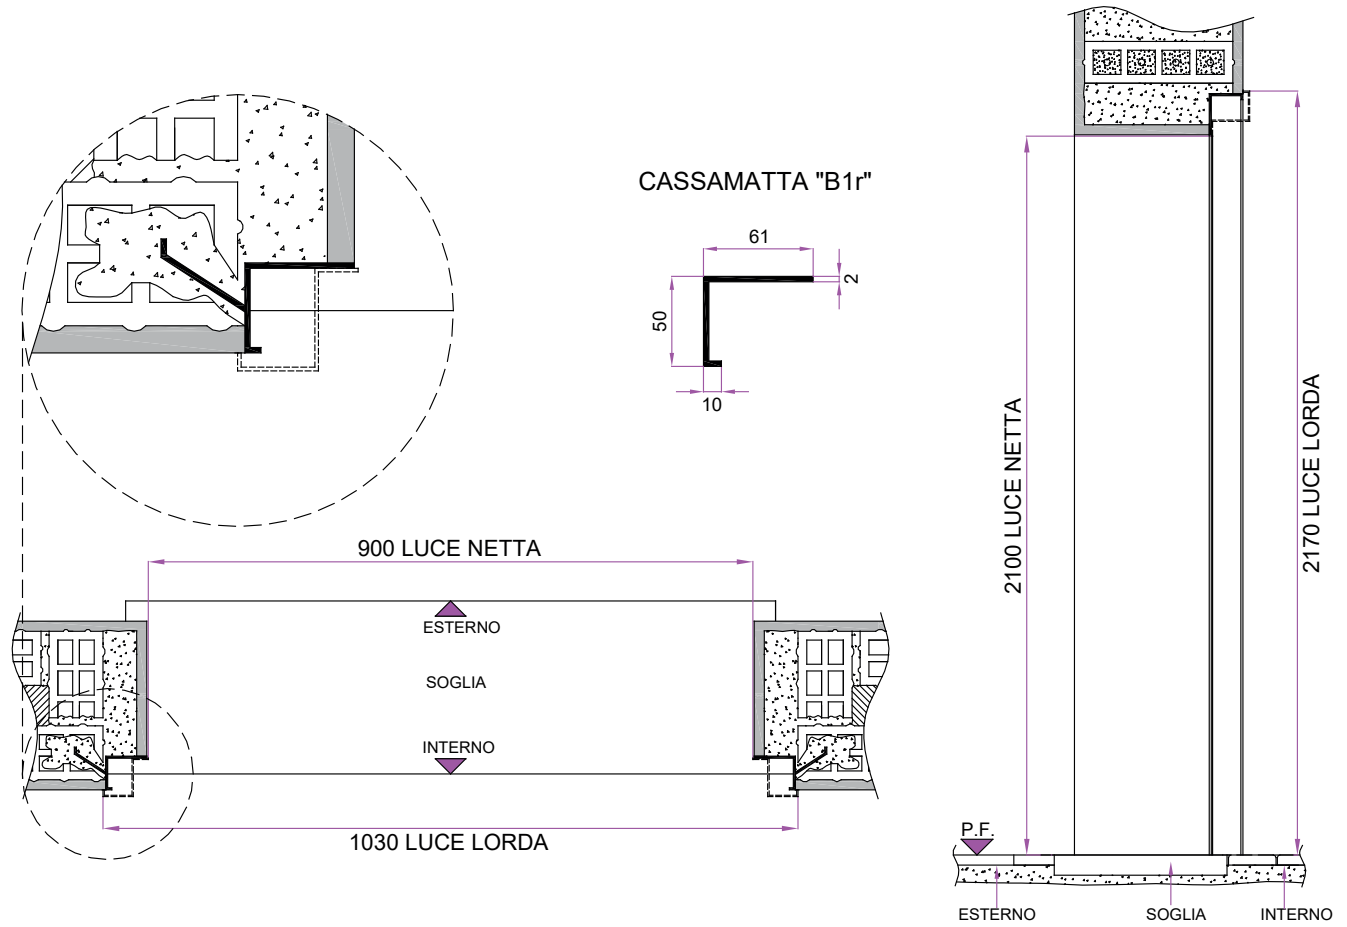 CASSAMATTA "B1r"
61
2
50
10
2100 LUCE NETTA
2170 LUCE LORDA
900 LUCE NETTA
ESTERNO
SOGLIA
INTERNO
1030 LUCE LORDA
P.F.
ESTERNO
SOGLIA
INTERNO